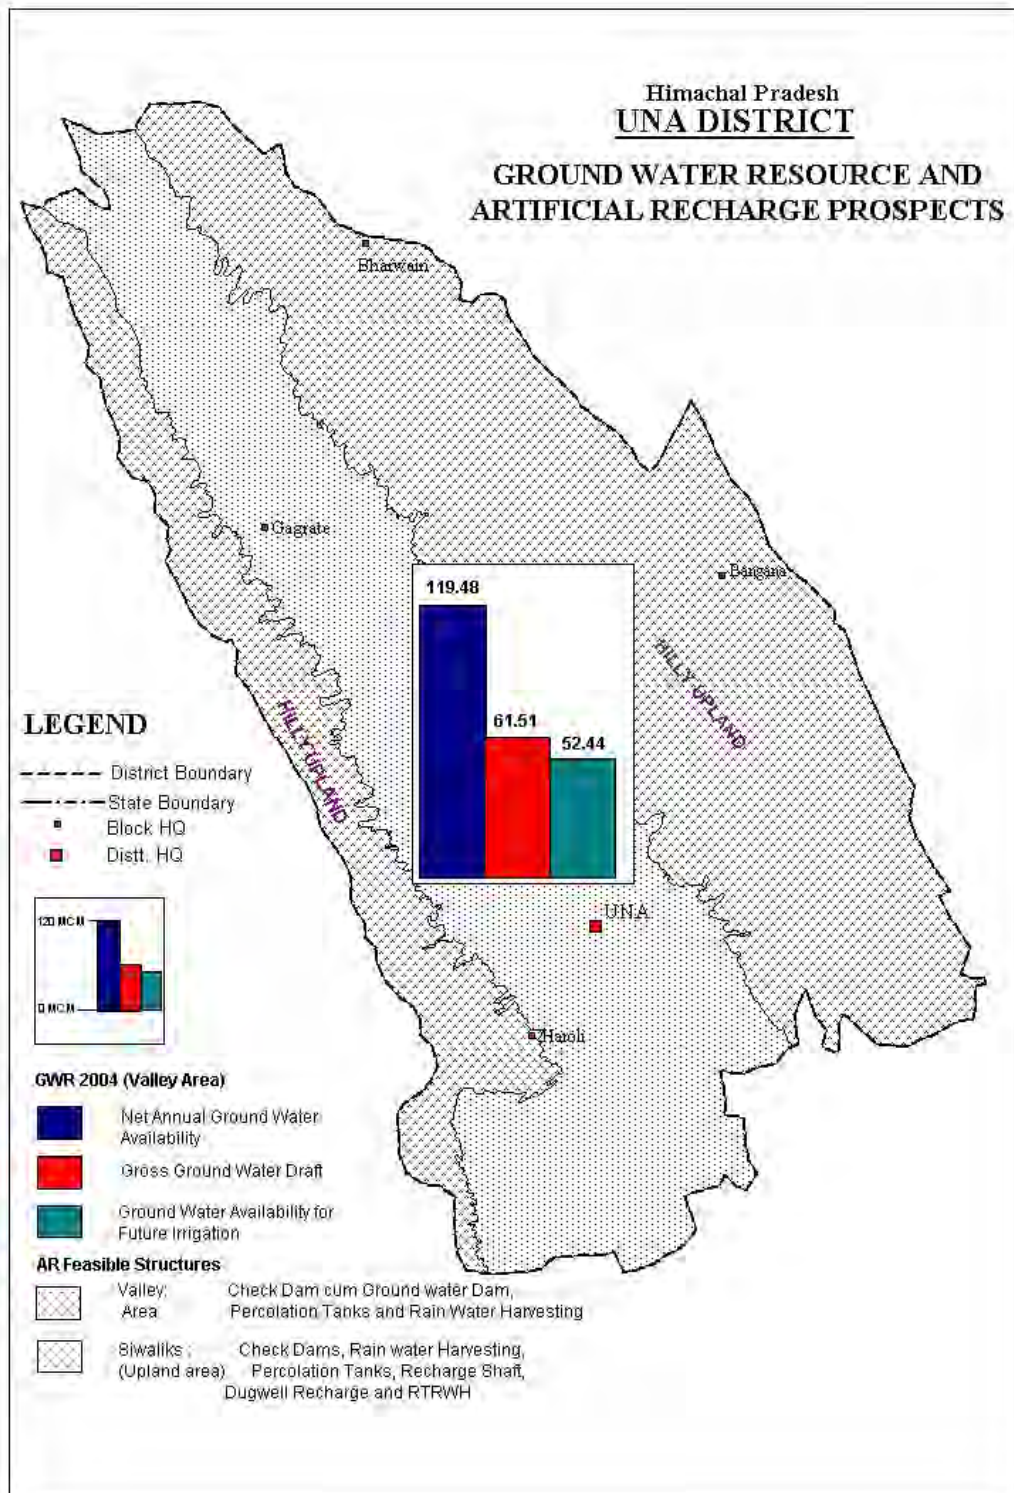 Himachal Pradesh
UNA DISTRICT
GROUND WATER RESOURCE AND
ARTIFICIAL RECHARGE PROSPECTS
Bharwain
Gagrate
Bangana
119.48
61.51
52.44
HILLY UPLAND
HILLY UPLAND
UNA
Haroli
LEGEND
District Boundary
State Boundary
Block HQ
Distt. HQ
120 MCM
0 MCM
GWR 2004 (Valley Area)
Net Annual Ground Water
Availability
Gross Ground Water Draft
Ground Water Availability for
Future Irrigation
AR Feasible Structures
Valley: Check Dam cum Ground water Dam,
Area Percolation Tanks and Rain Water Harvesting
Siwaliks : Check Dams, Rain water Harvesting,
(Upland area) Percolation Tanks, Recharge Shaft,
Dugwell Recharge and RTRWH